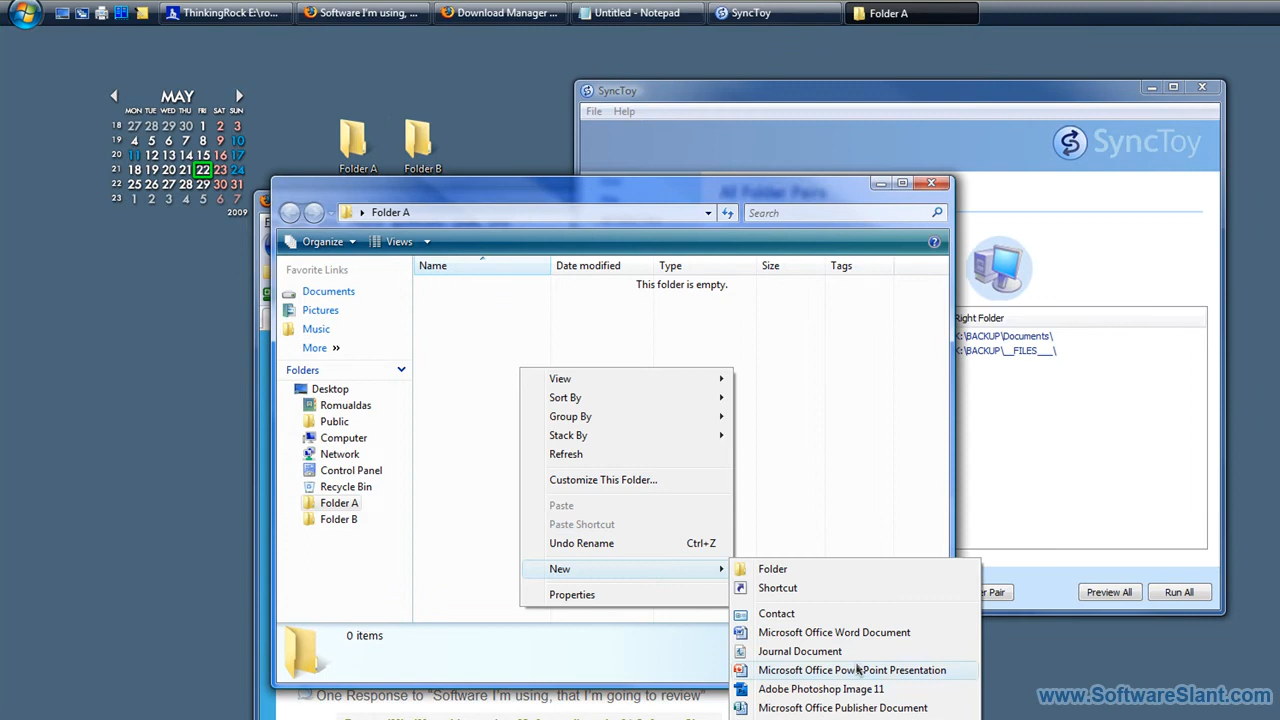 ThinkingRock E:\ro...
Software I'm using, ...
Download Manager ...
Untitled - Notepad
SyncToy
Folder A
MAY
MON TUE WED THU FRI SAT SUN
18 27 28 29 30 1 2 3
19 4 5 6 7 8 9 10
20 11 12 13 14 15 16 17
21 18 19 20 21 22 23 24
22 25 26 27 28 29 30 31
23 1 2 3 4 5 6 7
2009
Folder A
Folder B
SyncToy
File Help
SyncToy
All Folder Pairs
Folder A
Search
Organize
Views
Name
Date modified
Type
Size
Tags
This folder is empty.
Favorite Links
Documents
Pictures
Music
More »
Folders
Desktop
Romualdas
Public
Computer
Network
Control Panel
Recycle Bin
Folder A
Folder B
0 items
View
Sort By
Group By
Stack By
Refresh
Customize This Folder...
Paste
Paste Shortcut
Undo Rename Ctrl+Z
New
Properties
Folder
Shortcut
Contact
Microsoft Office Word Document
Journal Document
Microsoft Office PowerPoint Presentation
Adobe Photoshop Image 11
Microsoft Office Publisher Document
Right Folder
:\BACKUP\Documents\
:\BACKUP\__FILES__\
Pair
Preview All
Run All
One Response to "Software I'm using, that I'm going to review"
www.SoftwareSlant.com